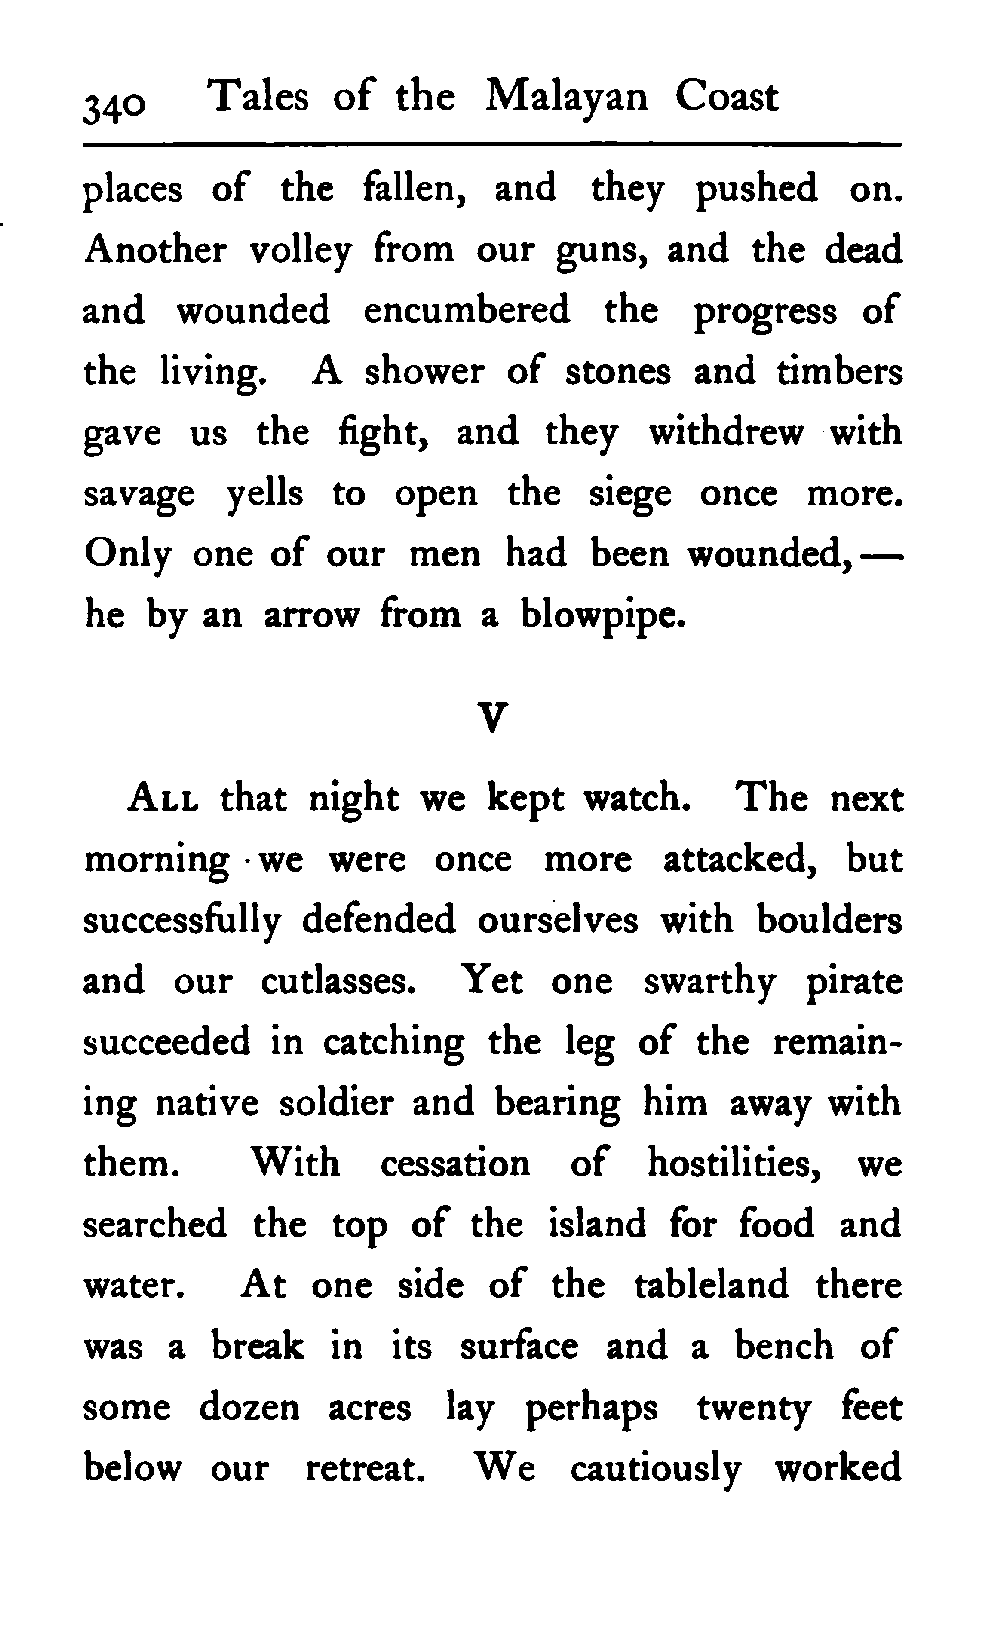 340 Tales of the Malayan Coast
places of the fallen, and they pushed on.
Another volley from our guns, and the dead
and wounded encumbered the progress of
the living. A shower of stones and timbers
gave us the fight, and they withdrew with
savage yells to open the siege once more.
Only one of our men had been wounded,—
he by an arrow from a blowpipe.
V
ALL that night we kept watch. The next
morning we were once more attacked, but
successfully defended ourselves with boulders
and our cutlasses. Yet one swarthy pirate
succeeded in catching the leg of the remain-
ing native soldier and bearing him away with
them. With cessation of hostilities, we
searched the top of the island for food and
water. At one side of the tableland there
was a break in its surface and a bench of
some dozen acres lay perhaps twenty feet
below our retreat. We cautiously worked